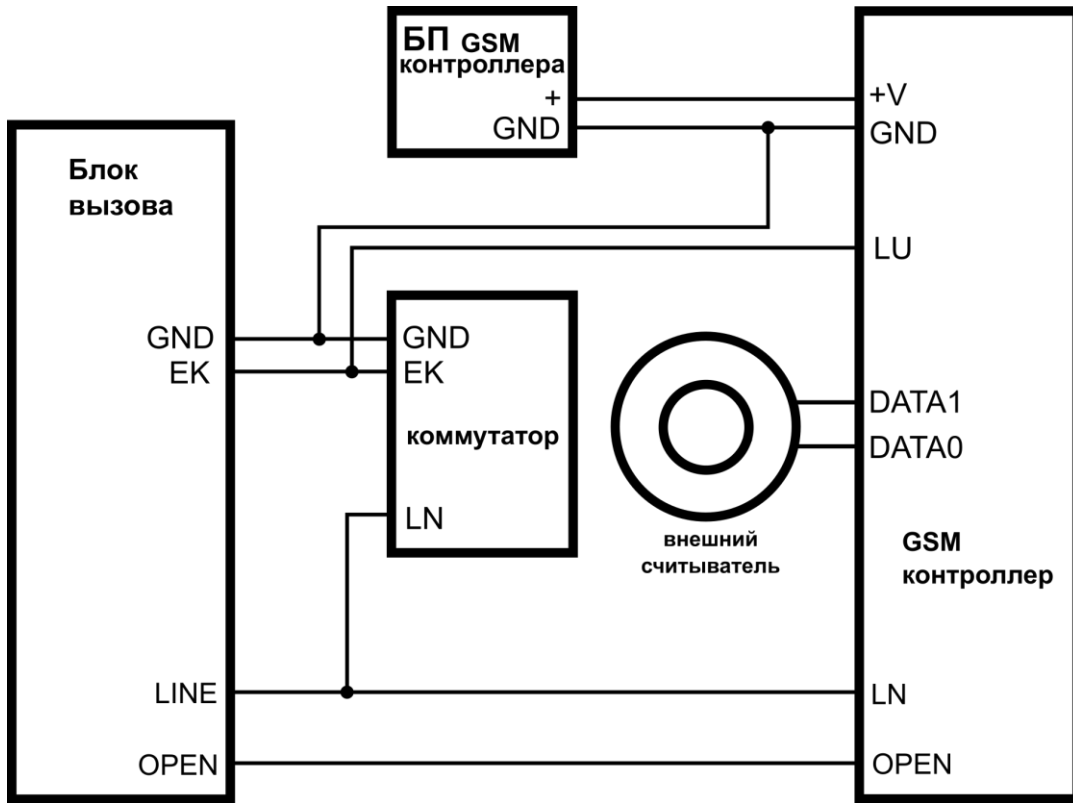 БП GSM
контроллера
+
GND
+V
GND
LU
DATA1
DATA0
GSM
контроллер
LN
OPEN
Блок
вызова
GND
EK
LINE
OPEN
GND
EK
коммутатор
LN
внешний
считыватель